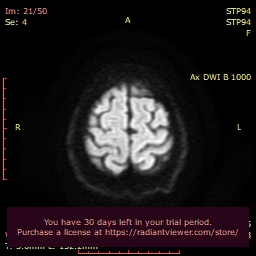 Im: 21/50
Se: 4
A
STP94
STP94
F
Ax DWI B 1000
R
L
You have 30 days left in your trial period.
Purchase a license at https://radiantviewer.com/store/